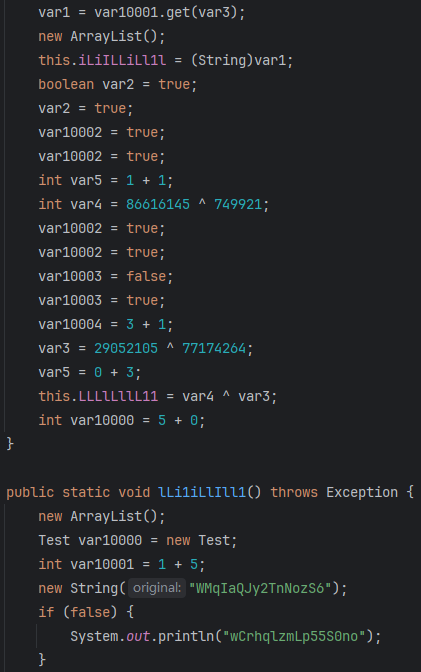 var1 = var10001.get(var3);
new ArrayList();
this.iLiILLiLl1l = (String)var1;
boolean var2 = true;
var2 = true;
var10002 = true;
var10002 = true;
int var5 = 1 + 1;
int var4 = 86616145 ^ 749921;
var10002 = true;
var10002 = true;
var10003 = false;
var10003 = true;
var10004 = 3 + 1;
var3 = 29052105 ^ 77174264;
var5 = 0 + 3;
this.LLLlLllL11 = var4 ^ var3;
int var10000 = 5 + 0;
}
public static void lLi1iLlIll1() throws Exception {
new ArrayList();
Test var10000 = new Test;
int var10001 = 1 + 5;
new String( original: "WMqIaQJy2TnNozS6");
if (false) {
System.out.println("wCrhqlzmLp55S0no");
}